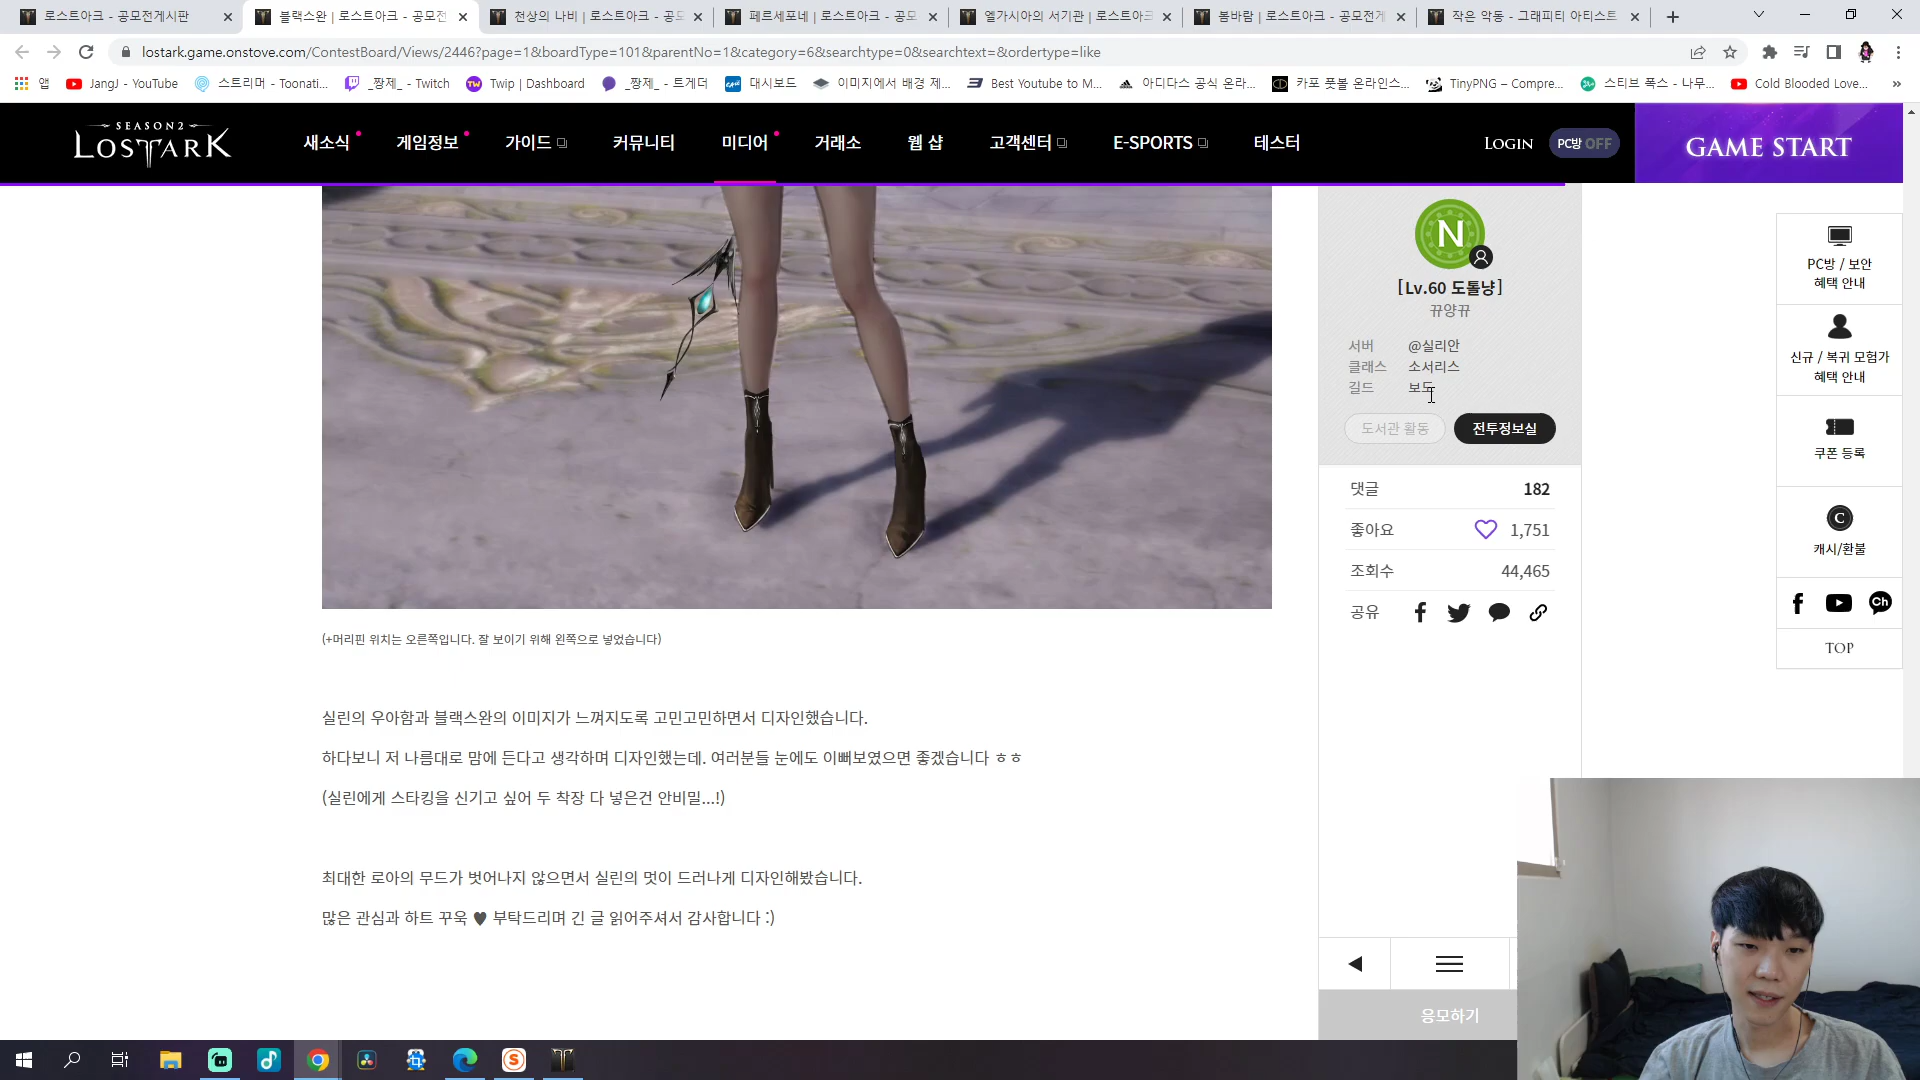 로스트아크 - 공모전게시판
블랙스완 | 로스트아크 - 공모전
천상의 나비 | 로스트아크 - 공모
페르세포네 | 로스트아크 - 공모
엘가시아의 서기관 | 로스트아크
봄바람 | 로스트아크 - 공모전게
작은 악동 - 그래피티 아티스트
lostark.game.onstove.com/ContestBoard/Views/2446?page=1&boardType=101&parentNo=1&category=6&searchtype=0&searchtext=&ordertype=like
앱
JangJ - YouTube
스트리머 - Toonati...
_짱제_ - Twitch
Twip | Dashboard
_짱제_ - 트게더
대시보드
이미지에서 배경 제...
Best Youtube to M...
아디다스 공식 온라...
카포 풋볼 온라인스...
TinyPNG – Compre...
스티브 폭스 - 나무...
Cold Blooded Love...
SEASON2
LOSTARK
새소식
게임정보
가이드
커뮤니티
미디어
거래소
웹 샵
고객센터
E-SPORTS
테스터
LOGIN
PC방 OFF
GAME START
N
[Lv.60 도톨냥]
뀨양뀨
서버 @실리안
클래스 소서리스
길드 보드
도서관 활동
전투정보실
댓글 182
좋아요 1,751
조회수 44,465
공유
PC방 / 보안
혜택 안내
신규 / 복귀 모험가
혜택 안내
쿠폰 등록
C
캐시/환불
Ch
TOP
(+머리핀 위치는 오른쪽입니다. 잘 보이기 위해 왼쪽으로 넣었습니다)
실린의 우아함과 블랙스완의 이미지가 느껴지도록 고민고민하면서 디자인했습니다.
하다보니 저 나름대로 맘에 든다고 생각하며 디자인했는데. 여러분들 눈에도 이뻐보였으면 좋겠습니다 ㅎㅎ
(실린에게 스타킹을 신기고 싶어 두 착장 다 넣은건 안비밀...!)
최대한 로아의 무드가 벗어나지 않으면서 실린의 멋이 드러나게 디자인해봤습니다.
많은 관심과 하트 꾸욱 ♥ 부탁드리며 긴 글 읽어주셔서 감사합니다 :)
응모하기